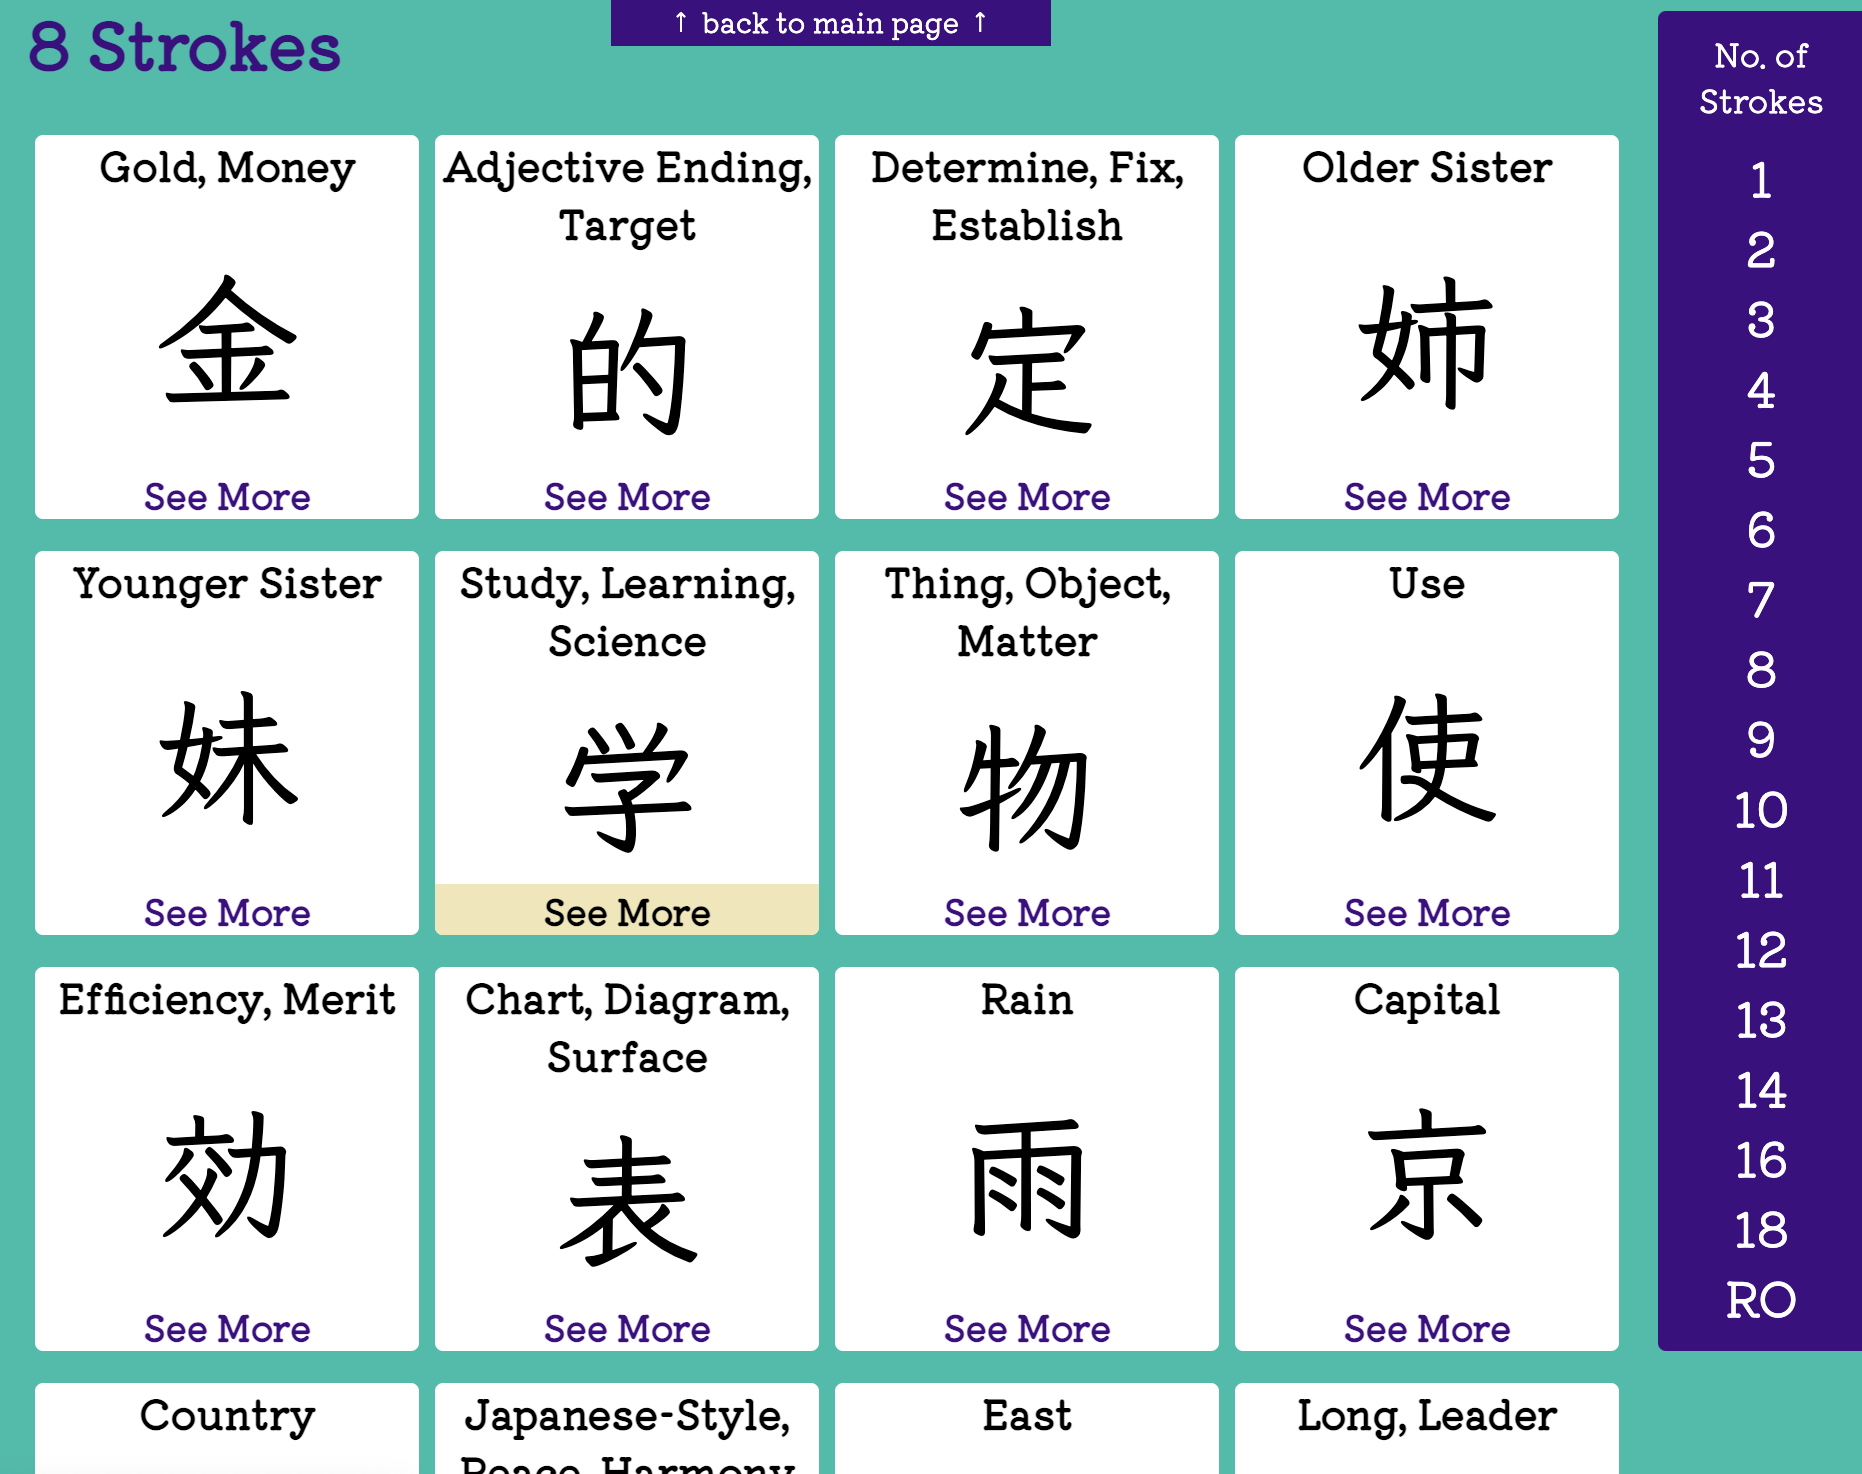 8 Strokes
↑ back to main page ↑
Gold, Money
金
See More
Adjective Ending,
Target
的
See More
Determine, Fix,
Establish
定
See More
Older Sister
姉
See More
Younger Sister
妹
See More
Study, Learning,
Science
学
See More
Thing, Object,
Matter
物
See More
Use
使
See More
Efficiency, Merit
効
See More
Chart, Diagram,
Surface
表
See More
Rain
雨
See More
Capital
京
See More
Country
Japanese-Style,
Peace, Harmony
East
Long, Leader
No. of
Strokes
1
2
3
4
5
6
7
8
9
10
11
12
13
14
16
18
RO